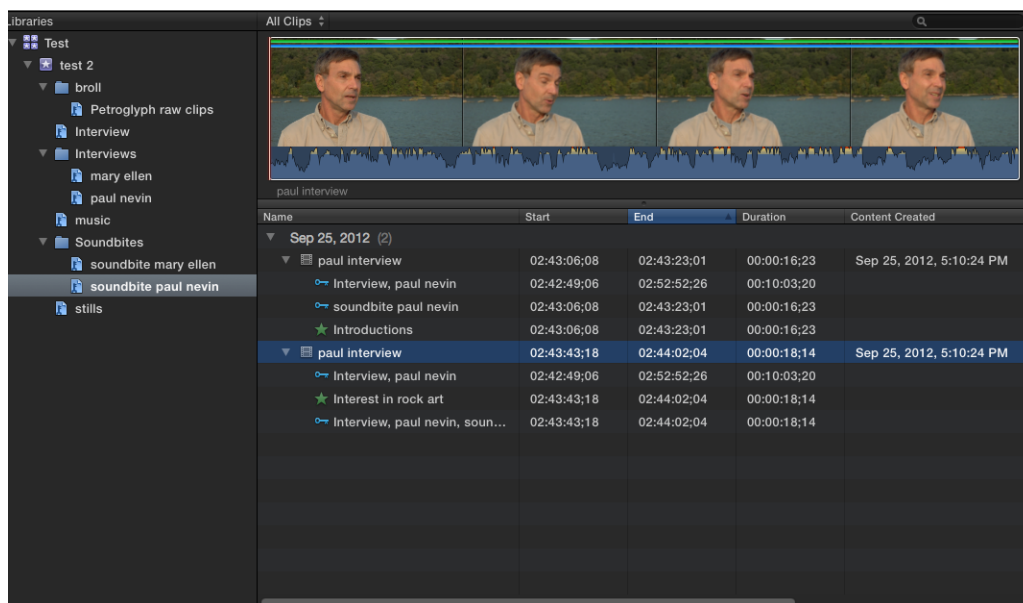 Libraries
All Clips
Test
test 2
broll
Petroglyph raw clips
Interview
Interviews
mary ellen
paul nevin
music
Soundbites
soundbite mary ellen
soundbite paul nevin
stills
paul interview
Name Start End Duration Content Created
Sep 25, 2012 (2)
paul interview 02:43:06;08 02:43:23;01 00:00:16;23 Sep 25, 2012, 5:10:24 PM
Interview, paul nevin 02:42:49;06 02:52:52;26 00:10:03;20
soundbite paul nevin 02:43:06;08 02:43:23;01 00:00:16;23
Introductions 02:43:06;08 02:43:23;01 00:00:16;23
paul interview 02:43:43;18 02:44:02;04 00:00:18;14 Sep 25, 2012, 5:10:24 PM
Interview, paul nevin 02:42:49;06 02:52:52;26 00:10:03;20
Interest in rock art 02:43:43;18 02:44:02;04 00:00:18;14
Interview, paul nevin, soun... 02:43:43;18 02:44:02;04 00:00:18;14